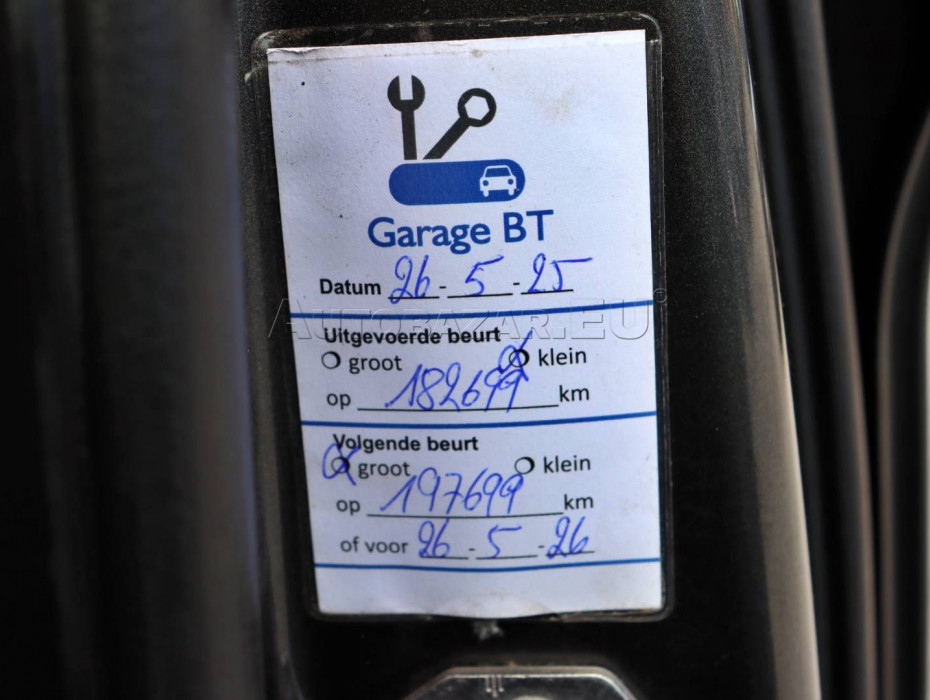 Garage BT
Datum 26-5-25
AUTOBAZAR.EU
Uitgevoerde beurt
groot klein
op 182699 km
Volgende beurt
groot klein
op 197699 km
of voor 26-5-26